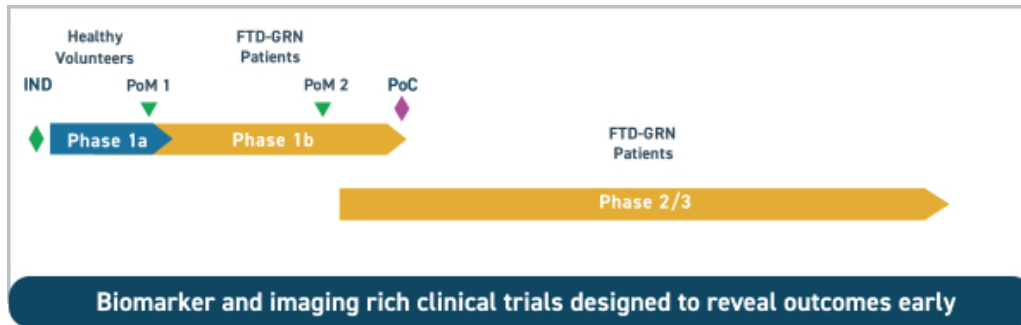 Healthy
Volunteers
FTD-GRN
Patients
IND
PoM 1
PoM 2
PoC
Phase 1a
Phase 1b
FTD-GRN
Patients
Phase 2/3
Biomarker and imaging rich clinical trials designed to reveal outcomes early